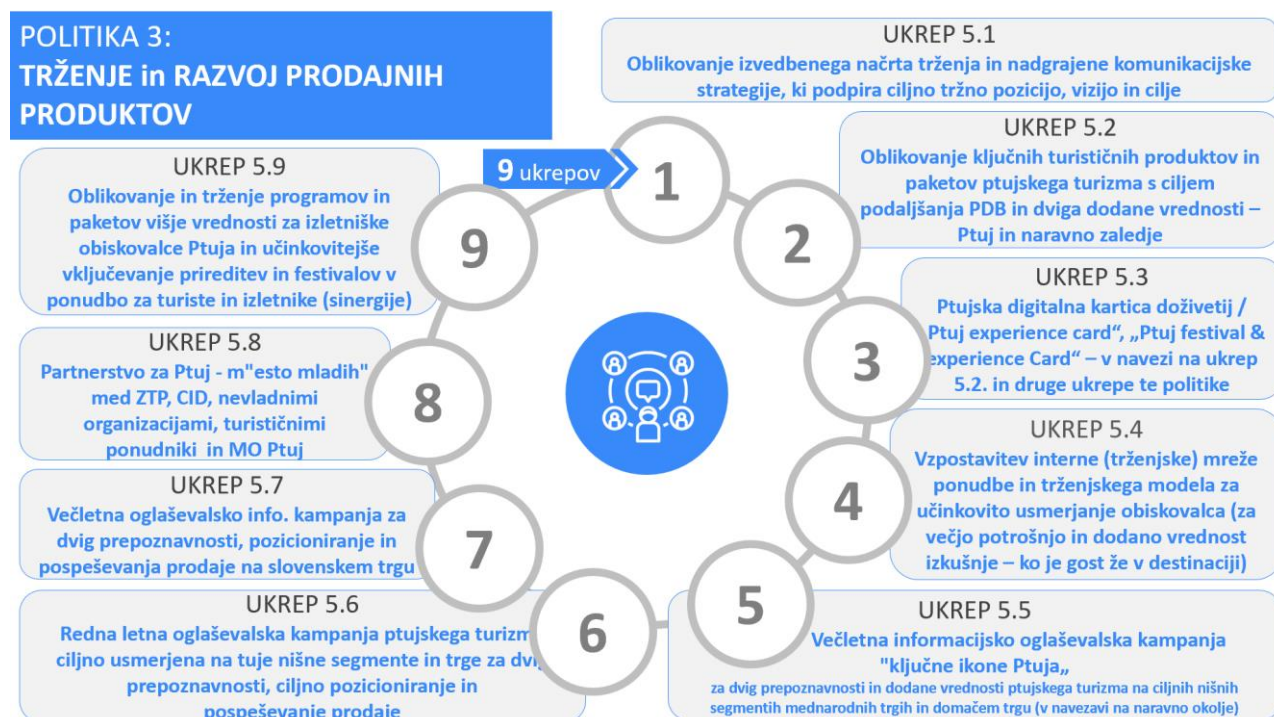 POLITIKA 3:
TRŽENJE in RAZVOJ PRODAJNIH
PRODUKTOV
9 ukrepov
1
UKREP 5.1
Oblikovanje izvedbenega načrta trženja in nadgrajene komunikacijske
strategije, ki podpira ciljno tržno pozicijo, vizijo in cilje
2
UKREP 5.2
Oblikovanje ključnih turističnih produktov in
paketov ptujskega turizma s ciljem
podaljšanja PDB in dviga dodane vrednosti –
Ptuj in naravno zaledje
3
UKREP 5.3
Ptujska digitalna kartica doživetij /
Ptuj experience card“, „Ptuj festival &
experience Card“ – v navezi na ukrep
5.2. in druge ukrepe te politike
4
UKREP 5.4
Vzpostavitev interne (trženjske) mreže
ponudbe in trženjskega modela za
učinkovito usmerjanje obiskovalca (za
večjo potrošnjo in dodano vrednost
izkušnje – ko je gost že v destinaciji)
5
UKREP 5.5
Večletna informacijsko oglaševalska kampanja
"ključne ikone Ptuja„
za dvig prepoznavnosti in dodane vrednosti ptujskega turizma na ciljnih nišnih
segmentih mednarodnih trgih in domačem trgu (v navezavi na naravno okolje)
6
UKREP 5.6
Redna letna oglaševalska kampanja ptujskega turizm
ciljno usmerjena na tuje nišne segmente in trge za dvig
prepoznavnosti, ciljno pozicioniranje in
pospeševanje prodaje
7
UKREP 5.7
Večletna oglaševalsko info. kampanja za
dvig prepoznavnosti, pozicioniranje in
pospeševanja prodaje na slovenskem trgu
8
UKREP 5.8
Partnerstvo za Ptuj - m"esto mladih"
med ZTP, CID, nevladnimi
organizacijami, turističnimi
ponudniki in MO Ptuj
9
UKREP 5.9
Oblikovanje in trženje programov in
paketov višje vrednosti za izletniške
obiskovalce Ptuja in učinkovitejše
vključevanje prireditev in festivalov v
ponudbo za turiste in izletnike (sinergije)